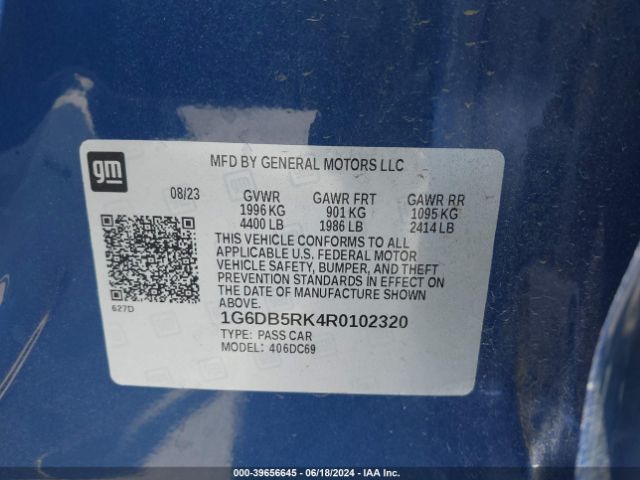 gm
MFD BY GENERAL MOTORS LLC
08/23 GVWR GAWR FRT GAWR RR
1996 KG 901 KG 1095 KG
4400 LB 1986 LB 2414 LB
THIS VEHICLE CONFORMS TO ALL
APPLICABLE U.S. FEDERAL MOTOR
VEHICLE SAFETY, BUMPER, AND THEFT
PREVENTION STANDARDS IN EFFECT ON
THE DATE OF MANUFACTURE SHOWN
ABOVE.
627D
1G6DB5RK4R0102320
TYPE: PASS CAR
MODEL: 406DC69
000-39656645 / 06/18/2024 - IAA Inc.